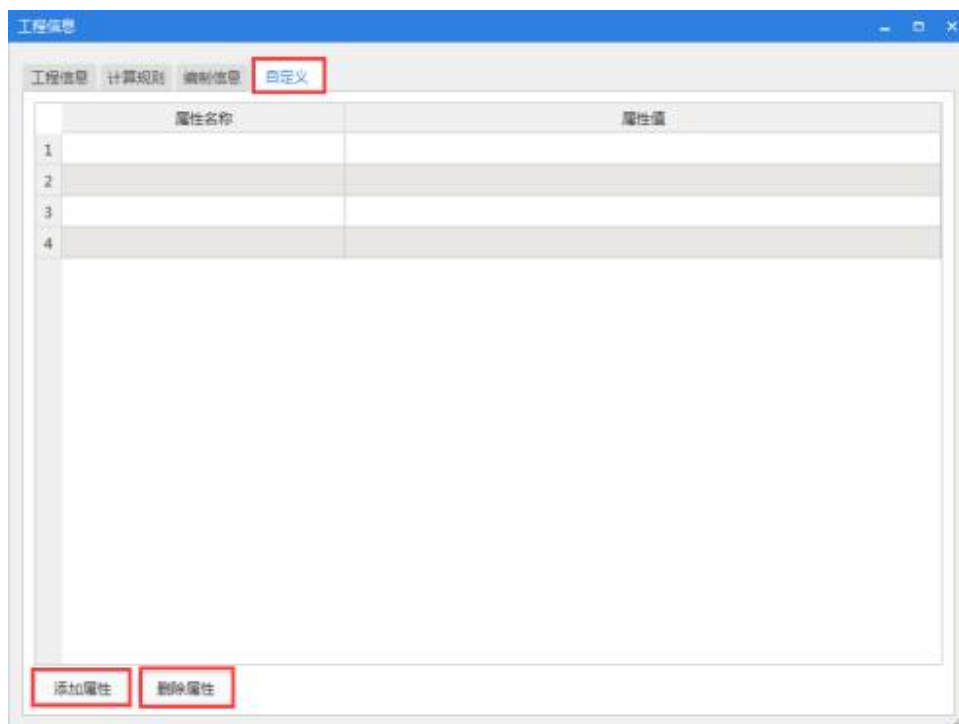 工程信息
工程信息 计算规则 编制信息 自定义
属性名称 属性值
1
2
3
4
添加属性 删除属性